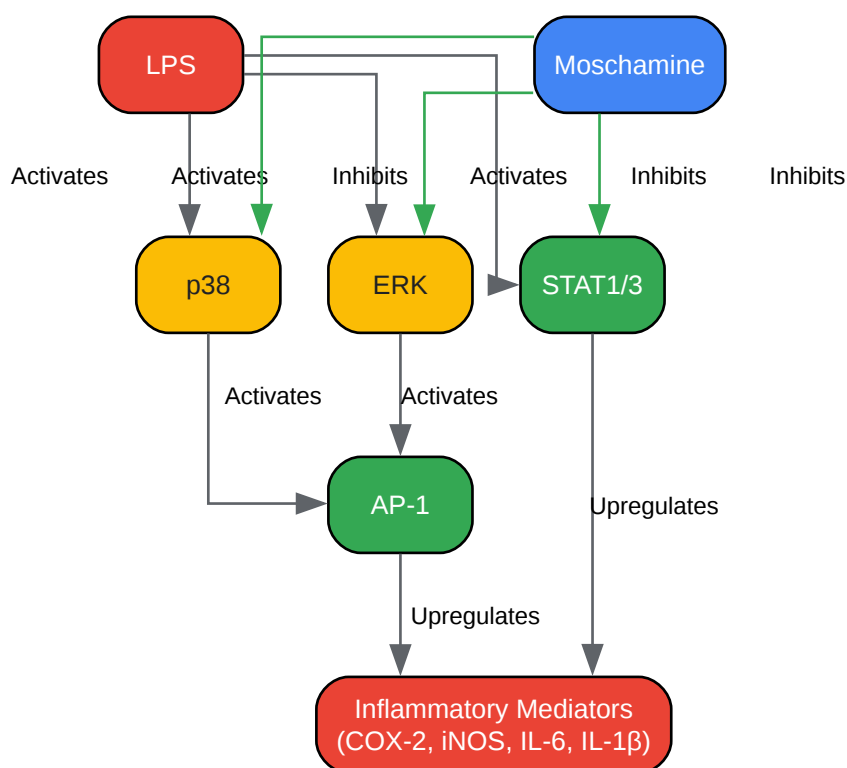 LPS
Moschamine
Activates
Activates
Inhibits
Activates
Inhibits
Inhibits
p38
ERK
STAT1/3
Activates
Activates
AP-1
Upregulates
Upregulates
Inflammatory Mediators
(COX-2, iNOS, IL-6, IL-1β)